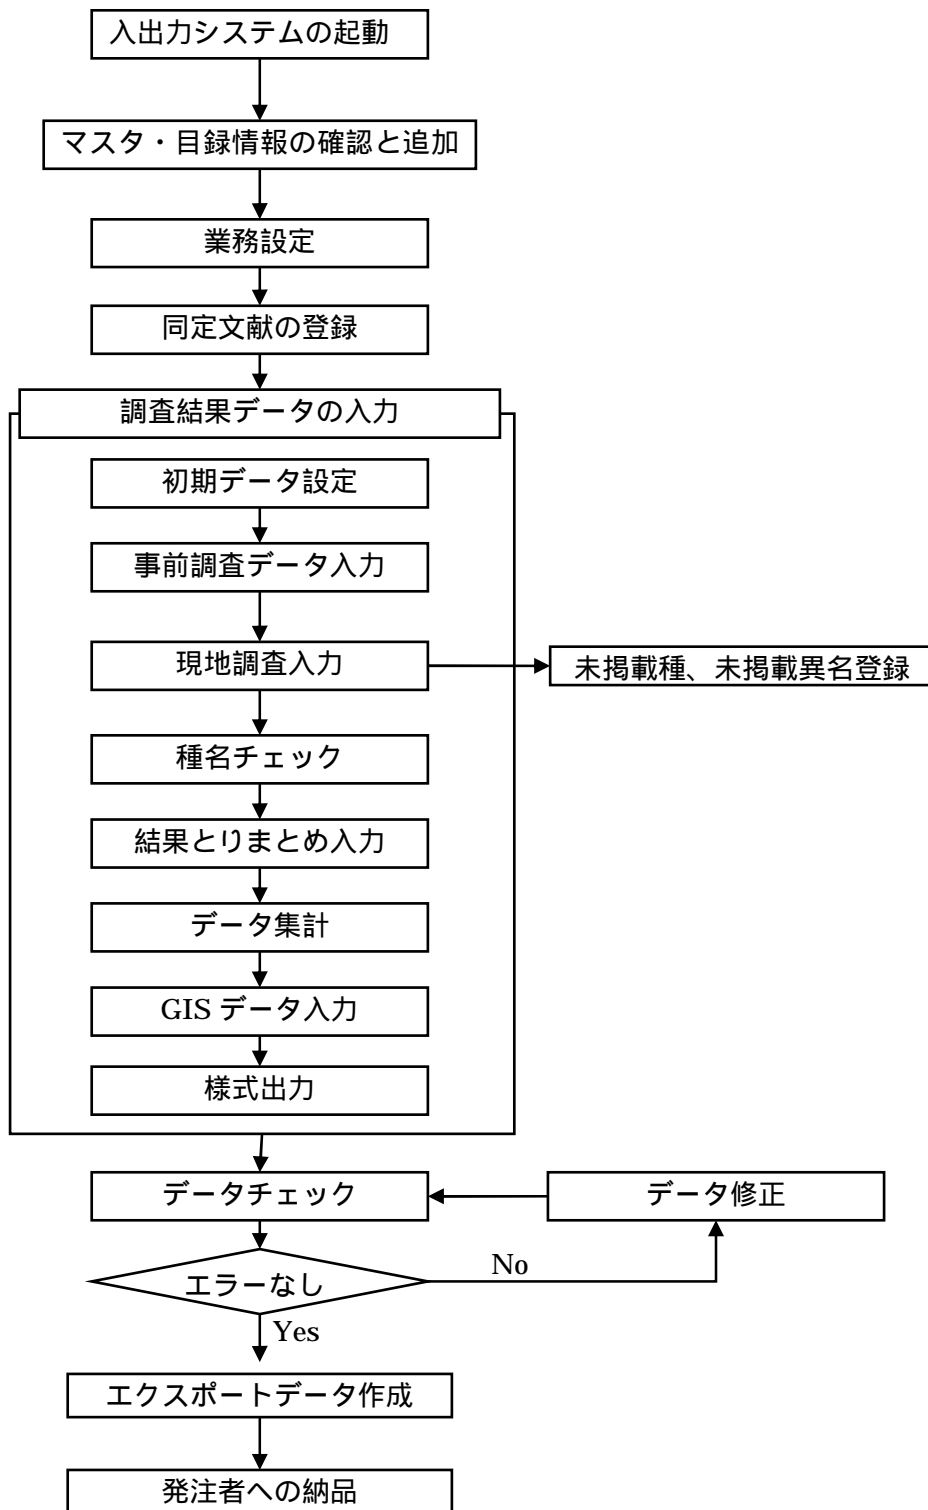 入出力システムの起動
マスタ・目録情報の確認と追加
業務設定
同定文献の登録
調査結果データの入力
初期データ設定
事前調査データ入力
現地調査入力
未掲載種、未掲載異名登録
種名チェック
結果とりまとめ入力
データ集計
GIS データ入力
様式出力
データチェック
データ修正
エラーなし
No
Yes
エクスポートデータ作成
発注者への納品